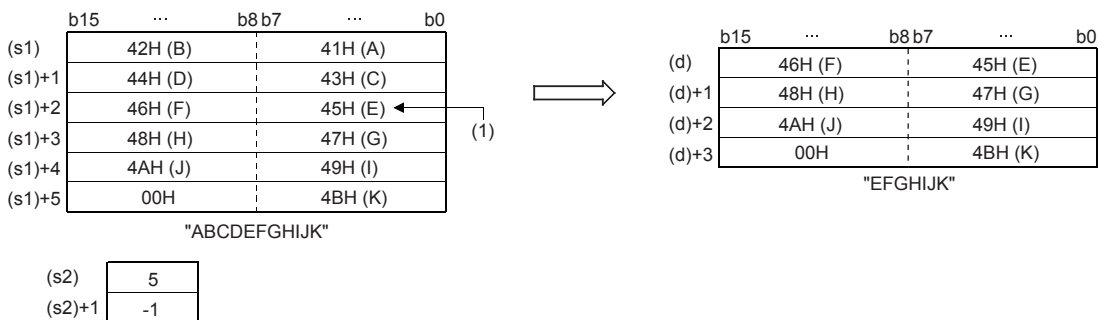 b15 ... b8 b7 ... b0
(s1) 42H (B) 41H (A)
(s1)+1 44H (D) 43H (C)
(s1)+2 46H (F) 45H (E)
(s1)+3 48H (H) 47H (G)
(s1)+4 4AH (J) 49H (I)
(s1)+5 00H 4BH (K)
"ABCDEFGHIJK"
(1)
(s2) 5
(s2)+1 -1
b15 ... b8 b7 ... b0
(d) 46H (F) 45H (E)
(d)+1 48H (H) 47H (G)
(d)+2 4AH (J) 49H (I)
(d)+3 00H 4BH (K)
"EFGHIJK"